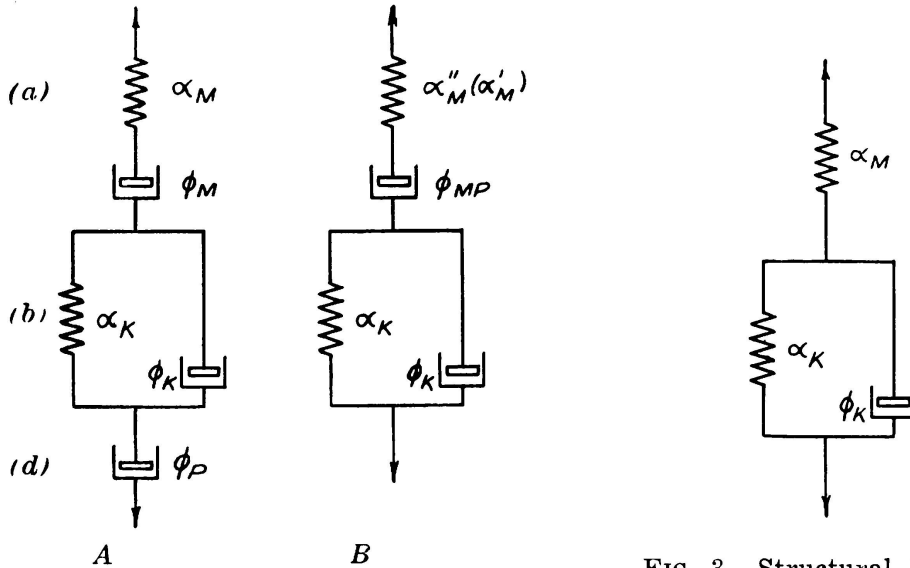 (a)
α_M
φ_M
(b)
α_K
φ_K
(d)
φ_P
A
α''_M(α'_M)
φ_MP
α_K
φ_K
B
α_M
α_K
φ_K
FIG. 3. Structural